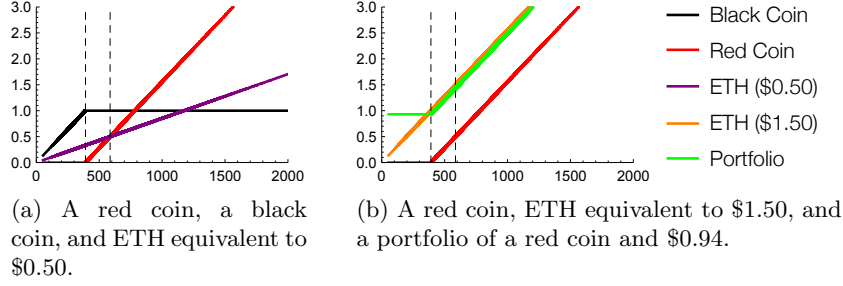 3.0
2.5
2.0
1.5
1.0
0.5
0.0
0 500 1000 1500 2000
3.0
2.5
2.0
1.5
1.0
0.5
0.0
0 500 1000 1500 2000
Black Coin
Red Coin
ETH ($0.50)
ETH ($1.50)
Portfolio
(a) A red coin, a black
coin, and ETH equivalent to
$0.50.
(b) A red coin, ETH equivalent to $1.50, and
a portfolio of a red coin and $0.94.